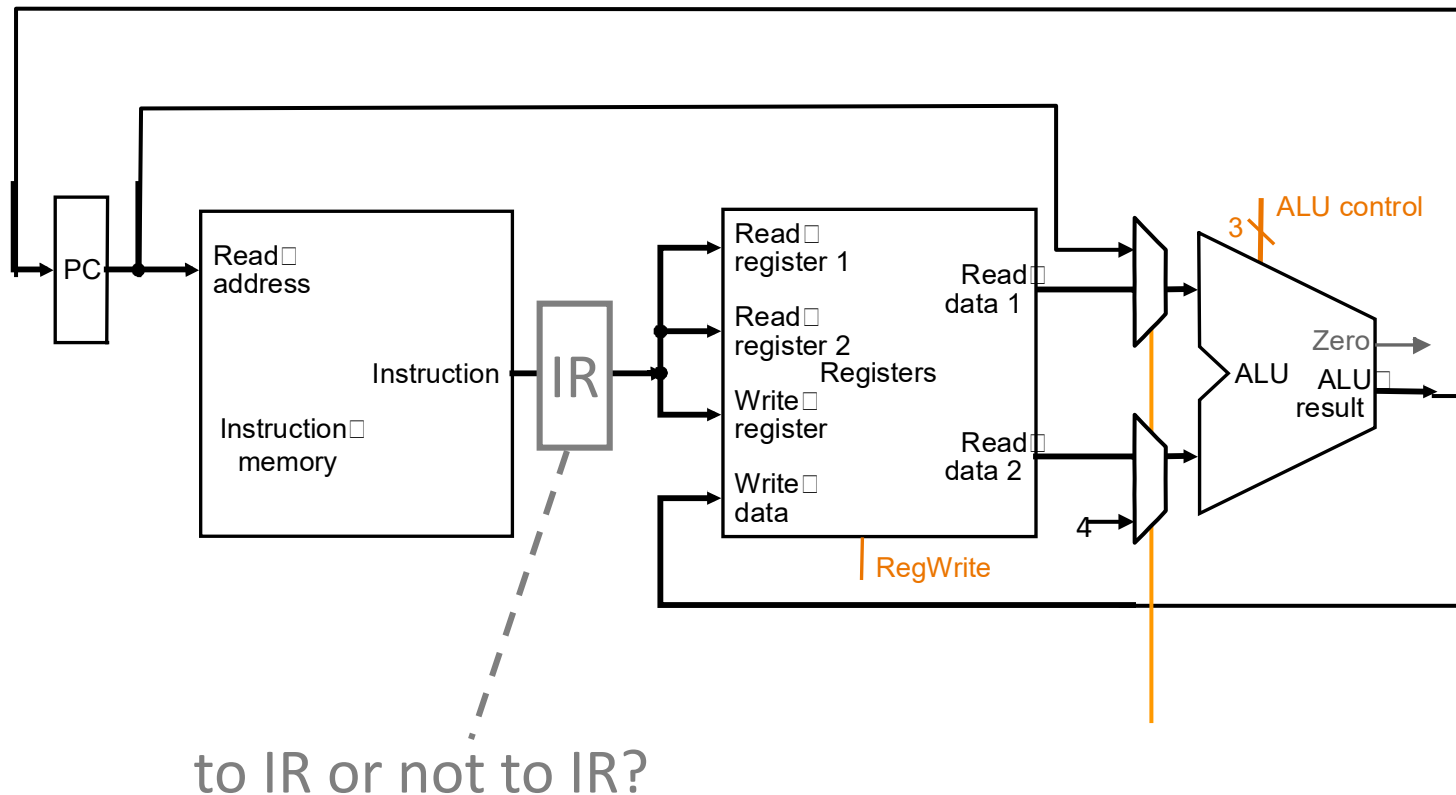 ALU control
3
PC
Read
address
Instruction
Instruction
memory
IR
Read
register 1
Read
register 2
Registers
Write
register
Write
data
Read
data 1
Read
data 2
RegWrite
4
Zero
ALU
ALU
result
to IR or not to IR?